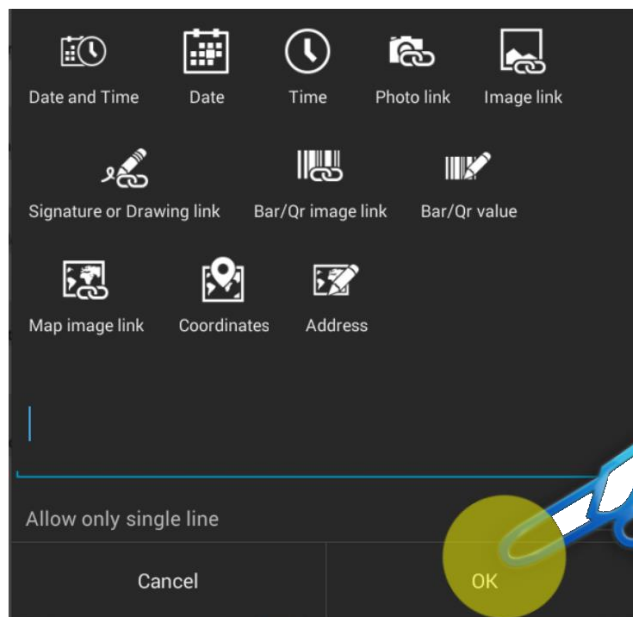 Date and Time Date Time Photo link Image link
Signature or Drawing link Bar/Qr image link Bar/Qr value
Map image link Coordinates Address
Allow only single line
Cancel OK